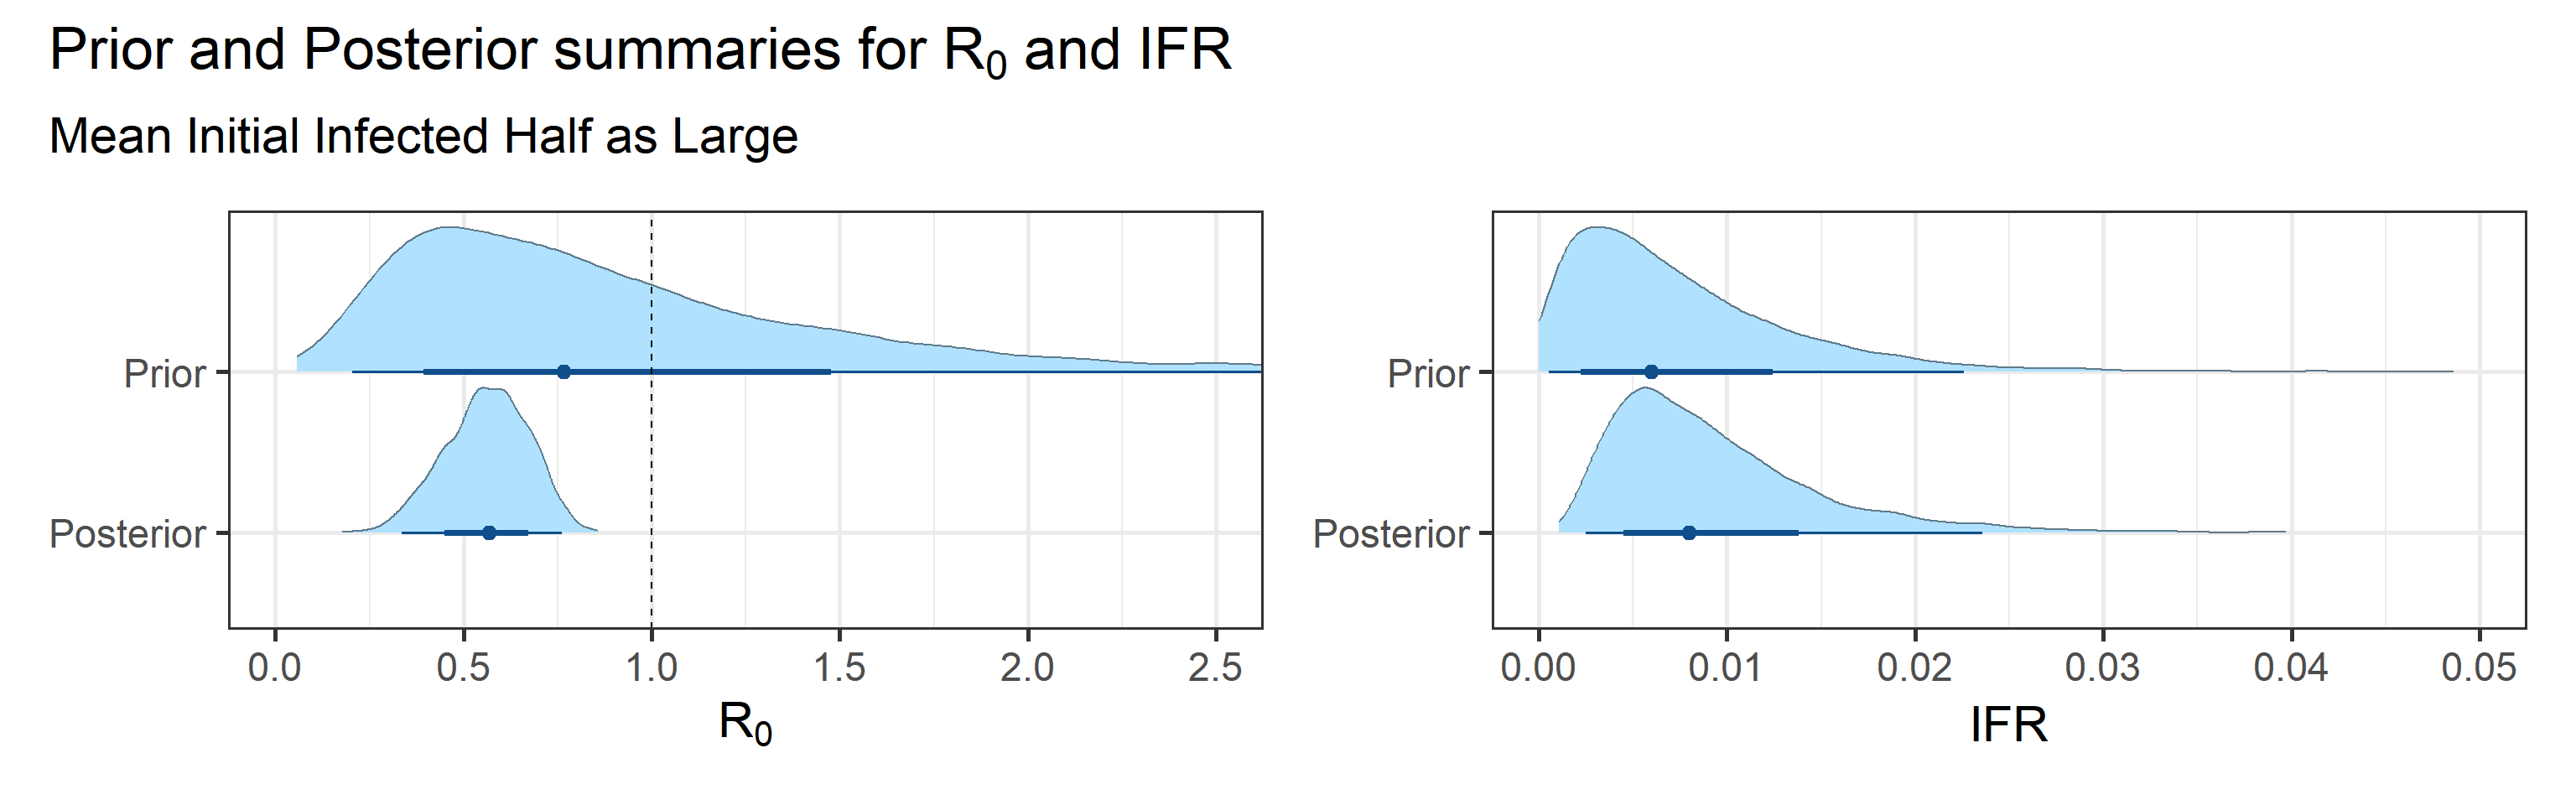 Prior and Posterior summaries for R₀ and IFR
Mean Initial Infected Half as Large
Prior
Posterior
0.0 0.5 1.0 1.5 2.0 2.5
R₀
Prior
Posterior
0.00 0.01 0.02 0.03 0.04 0.05
IFR